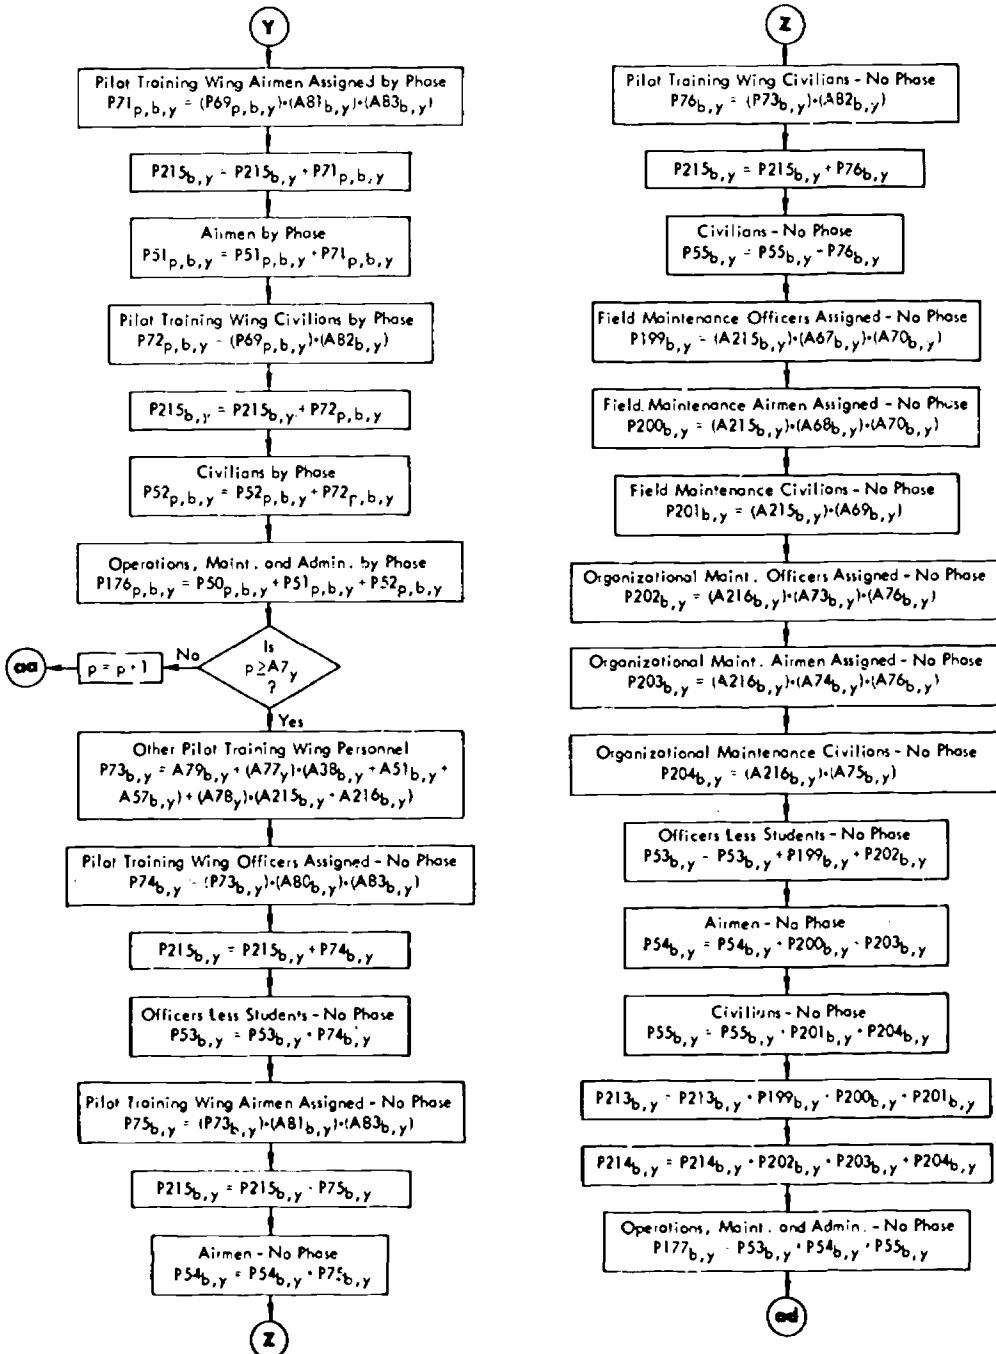 Y
Pilot Training Wing Airmen Assigned by Phase
P71p,b,y = (P69p,b,y)•(A81b,y)•(A83b,y)
P215b,y = P215b,y + P71p,b,y
Airmen by Phase
P51p,b,y = P51p,b,y + P71p,b,y
Pilot Training Wing Civilians by Phase
P72p,b,y - (P69p,b,y)•(A82b,y)
P215b,y = P215b,y + P72p,b,y
Civilians by Phase
P52p,b,y = P52p,b,y + P72p,b,y
Operations, Maint. and Admin. by Phase
P176p,b,y = P50p,b,y + P51p,b,y + P52p,b,y
Is
p ≥ A7y
?
No
p = p + 1
aa
Yes
Other Pilot Training Wing Personnel
P73b,y = A79b,y + (A77y)•(A38b,y + A51b,y +
A57b,y) + (A78y)•(A215b,y + A216b,y)
Pilot Training Wing Officers Assigned - No Phase
P74b,y - (P73b,y)•(A80b,y)•(A83b,y)
P215b,y = P215b,y + P74b,y
Officers Less Students - No Phase
P53b,y = P53b,y + P74b,y
Pilot Training Wing Airmen Assigned - No Phase
P75b,y = (P73b,y)•(A81b,y)•(A83b,y)
P215b,y = P215b,y - P75b,y
Airmen - No Phase
P54b,y = P54b,y + P75b,y
Z
Z
Pilot Training Wing Civilians - No Phase
P76b,y = (P73b,y)•(A82b,y)
P215b,y = P215b,y + P76b,y
Civilians - No Phase
P55b,y = P55b,y - P76b,y
Field Maintenance Officers Assigned - No Phase
P199b,y - (A215b,y)•(A67b,y)•(A70b,y)
Field Maintenance Airmen Assigned - No Phase
P200b,y = (A215b,y)•(A68b,y)•(A70b,y)
Field Maintenance Civilians - No Phase
P201b,y = (A215b,y)•(A69b,y)
Organizational Maint. Officers Assigned - No Phase
P202b,y = (A216b,y)•(A73b,y)•(A76b,y)
Organizational Maint. Airmen Assigned - No Phase
P203b,y = (A216b,y)•(A74b,y)•(A76b,y)
Organizational Maintenance Civilians - No Phase
P204b,y = (A216b,y)•(A75b,y)
Officers Less Students - No Phase
P53b,y - P53b,y + P199b,y + P202b,y
Airmen - No Phase
P54b,y = P54b,y + P200b,y - P203b,y
Civilians - No Phase
P55b,y = P55b,y + P201b,y + P204b,y
P213b,y = P213b,y + P199b,y - P200b,y + P201b,y
P214b,y = P214b,y + P202b,y + P203b,y + P204b,y
Operations, Maint. and Admin. - No Phase
P177b,y - P53b,y + P54b,y + P55b,y
ad